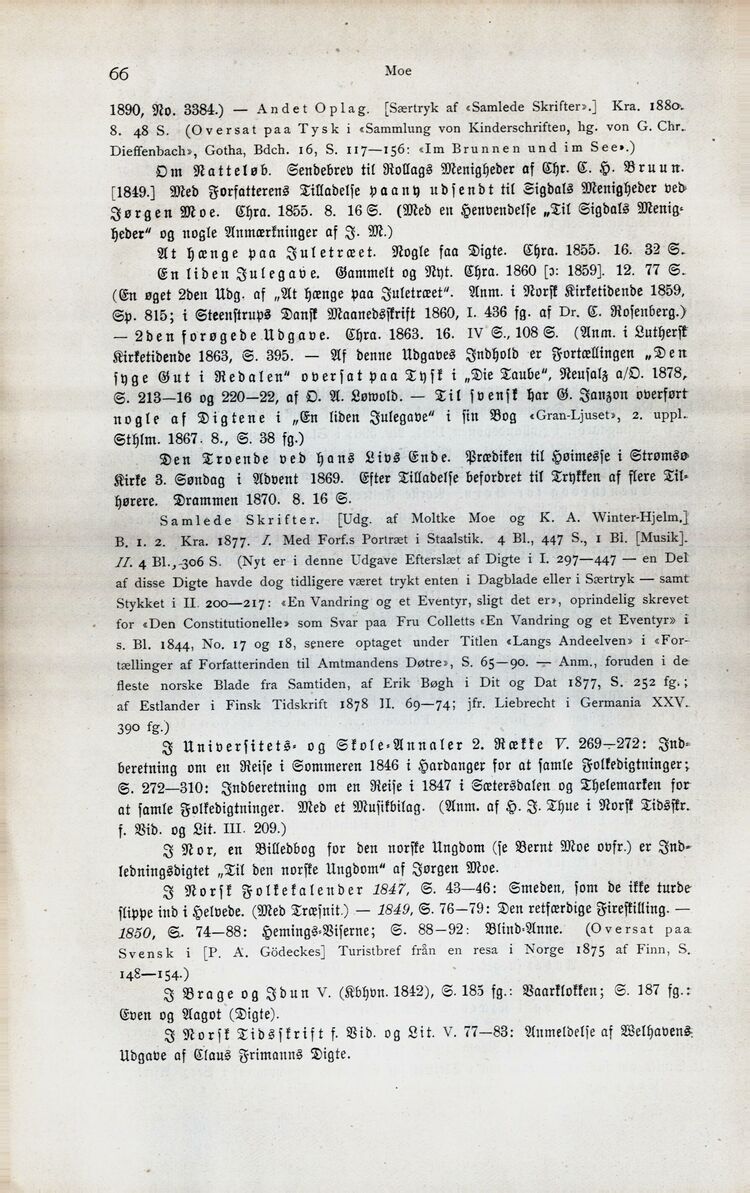 66
Moe
1890, No. 3384.) — Andet Oplag. [Særtryk af «Samlede Skrifter».] Kra. 1880.
8. 48 S. (Oversat paa Tysk i «Sammlung von Kinderschriften, hg. von G. Chr.
Dieffenbach», Gotha, Bdch. 16, S. 117—156: «Im Brunnen und im See».)
Om Natteløb. Sendebrev til Rollags Menigheder af Chr. C. H. Bruun.
[1849.] Med Forfatterens Tilladelse paany udsendt til Sigdals Menigheder ved
Jørgen Moe. Chra. 1855. 8. 16 S. (Med en Henvendelse „Til Sigdals Menig-
heder“ og nogle Anmærkninger af J. M.)
At hænge paa Juletræet. Nogle faa Digte. Chra. 1855. 16. 32 S.
En liden Julegave. Gammelt og Nyt. Chra. 1860 [ɔ: 1859]. 12. 77 S.
(En øget 2den Udg. af „At hænge paa Juletræet“. Anm. i Norsk Kirketidende 1859,
Sp. 815; i Steenstrups Dansk Maanedsskrift 1860, I. 436 fg. af Dr. C. Rosenberg.)
— 2den forøgede Udgave. Chra. 1863. 16. IV S., 108 S. (Anm. i Luthersk
Kirketidende 1863, S. 395. — Af denne Udgaves Indhold er Fortællingen „Den
syge Gut i Redalen“ oversat paa Tysk i „Die Taube“, Neusalz a/O. 1878,
S. 213—16 og 220—22, af O. A. Løwold. — Til svensk har G. Janzon overført
nogle af Digtene i „En liden Julegave“ i sin Bog «Gran-Ljuset», 2. uppl.
Sthlm. 1867. 8., S. 38 fg.)
Den Troende ved hans Livs Ende. Prædiken til Høimesse i Strømsø
Kirke 3. Søndag i Advent 1869. Efter Tilladelse befordret til Trykken af flere Til-
hørere. Drammen 1870. 8. 16 S.
Samlede Skrifter. [Udg. af Moltke Moe og K. A. Winter-Hjelm.]
B. 1. 2. Kra. 1877. I. Med Forf.s Portræt i Staalstik. 4 Bl., 447 S., 1 Bl. [Musik].
II. 4 Bl., 306 S. (Nyt er i denne Udgave Efterslæt af Digte i I. 297—447 — en Del
af disse Digte havde dog tidligere været trykt enten i Dagblade eller i Særtryk — samt
Stykket i II. 200—217: «En Vandring og et Eventyr, sligt det er», oprindelig skrevet
for «Den Constitutionelle» som Svar paa Fru Colletts «En Vandring og et Eventyr» i
s. Bl. 1844, No. 17 og 18, senere optaget under Titlen «Langs Andeelven» i «For-
tællinger af Forfatterinden til Amtmandens Døtre», S. 65—90. — Anm., foruden i de
fleste norske Blade fra Samtiden, af Erik Bøgh i Dit og Dat 1877, S. 252 fg.;
af Estlander i Finsk Tidskrift 1878 II. 69—74; jfr. Liebrecht i Germania XXV.
390 fg.)
I Universitets- og Skole-Annaler 2. Række V. 269—272: Ind-
beretning om en Reise i Sommeren 1846 i Hardanger for at samle Folkedigtninger;
S. 272—310: Indberetning om en Reise i 1847 i Sætersdalen og Thelemarken for
at samle Folkedigtninger. Med et Musikbilag. (Anm. af H. J. Thue i Norsk Tidsskr.
f. Vid. og Lit. III. 209.)
I Nor, en Billedbog for den norske Ungdom (se Bernt Moe ovfr.) er Ind-
ledningsdigtet „Til den norske Ungdom“ af Jørgen Moe.
I Norsk Folkekalender 1847, S. 43—46: Smeden, som de ikke turde
slippe ind i Helvede. (Med Træsnit.) — 1849, S. 76—79: Den retfærdige Fireskilling. —
1850, S. 74—88: Hemings-Viserne; S. 88—92: Blind-Anne. (Oversat paa
Svensk i [P. A. Gödeckes] Turistbref från en resa i Norge 1875 af Finn, S.
148—154.)
I Brage og Idun V. (Kbhvn. 1842), S. 185 fg.: Vaarklokken; S. 187 fg.:
Even og Aagot (Digte).
I Norsk Tidsskrift f. Vid. og Lit. V. 77—83: Anmeldelse af Welhavens
Udgave af Claus Frimanns Digte.